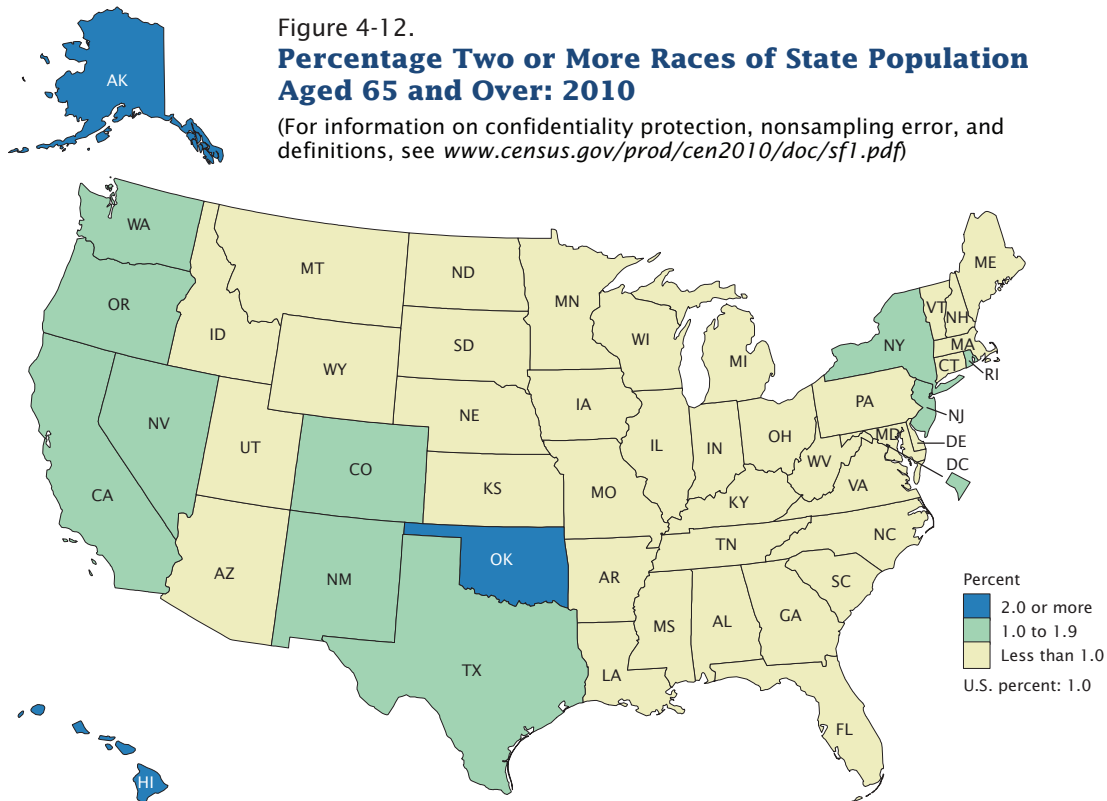 Figure 4-12.
Percentage Two or More Races of State Population
Aged 65 and Over: 2010
(For information on confidentiality protection, nonsampling error, and
definitions, see www.census.gov/prod/cen2010/doc/sf1.pdf)
AK
WA
MT
ND
MN
ME
OR
ID
SD
WI
MI
VT
NH
NY
MA
CT
RI
WY
NE
IA
PA
NJ
NV
UT
CO
KS
IL
IN
OH
MD
DE
DC
WV
VA
CA
MO
KY
AZ
NM
OK
AR
TN
NC
SC
TX
LA
MS
AL
GA
FL
HI
Percent
2.0 or more
1.0 to 1.9
Less than 1.0
U.S. percent: 1.0